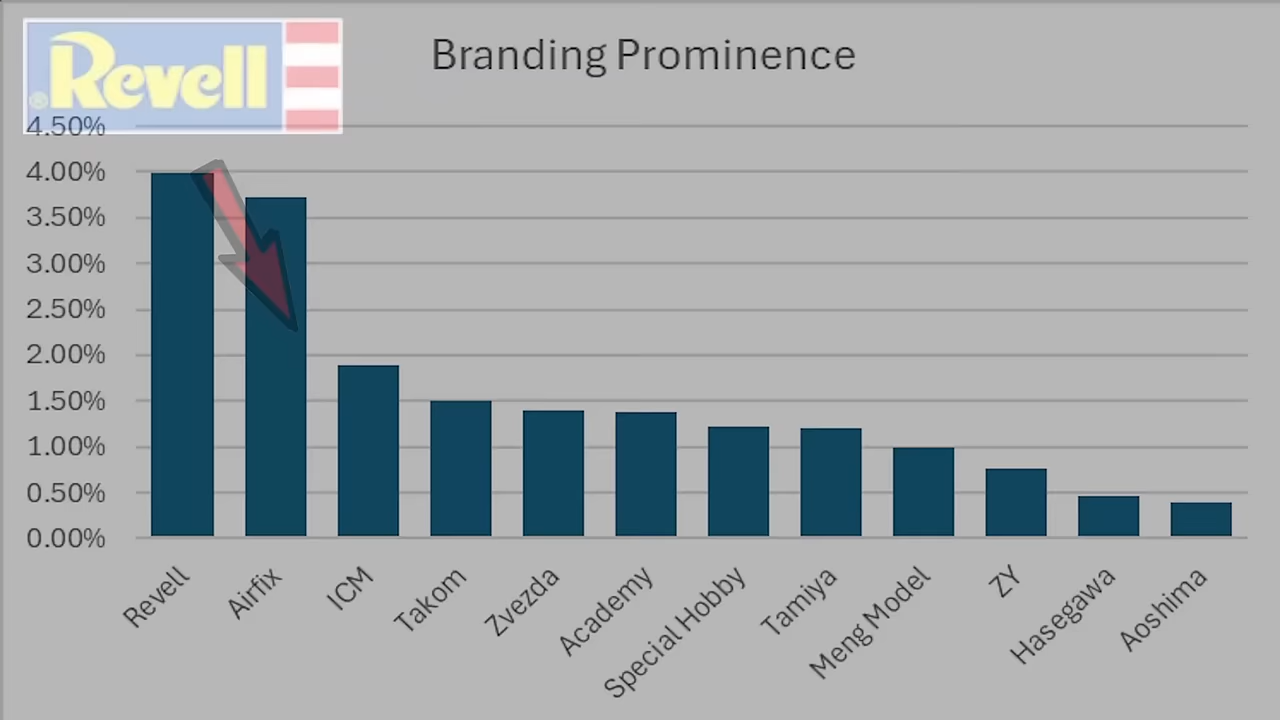 Branding Prominence
®Revell
4.50%
4.00%
3.50%
3.00%
2.50%
2.00%
1.50%
1.00%
0.50%
0.00%
Revell
Airfix
ICM
Takom
Zvezda
Academy
Special Hobby
Tamiya
Meng Model
ZY
Hasegawa
Aoshima